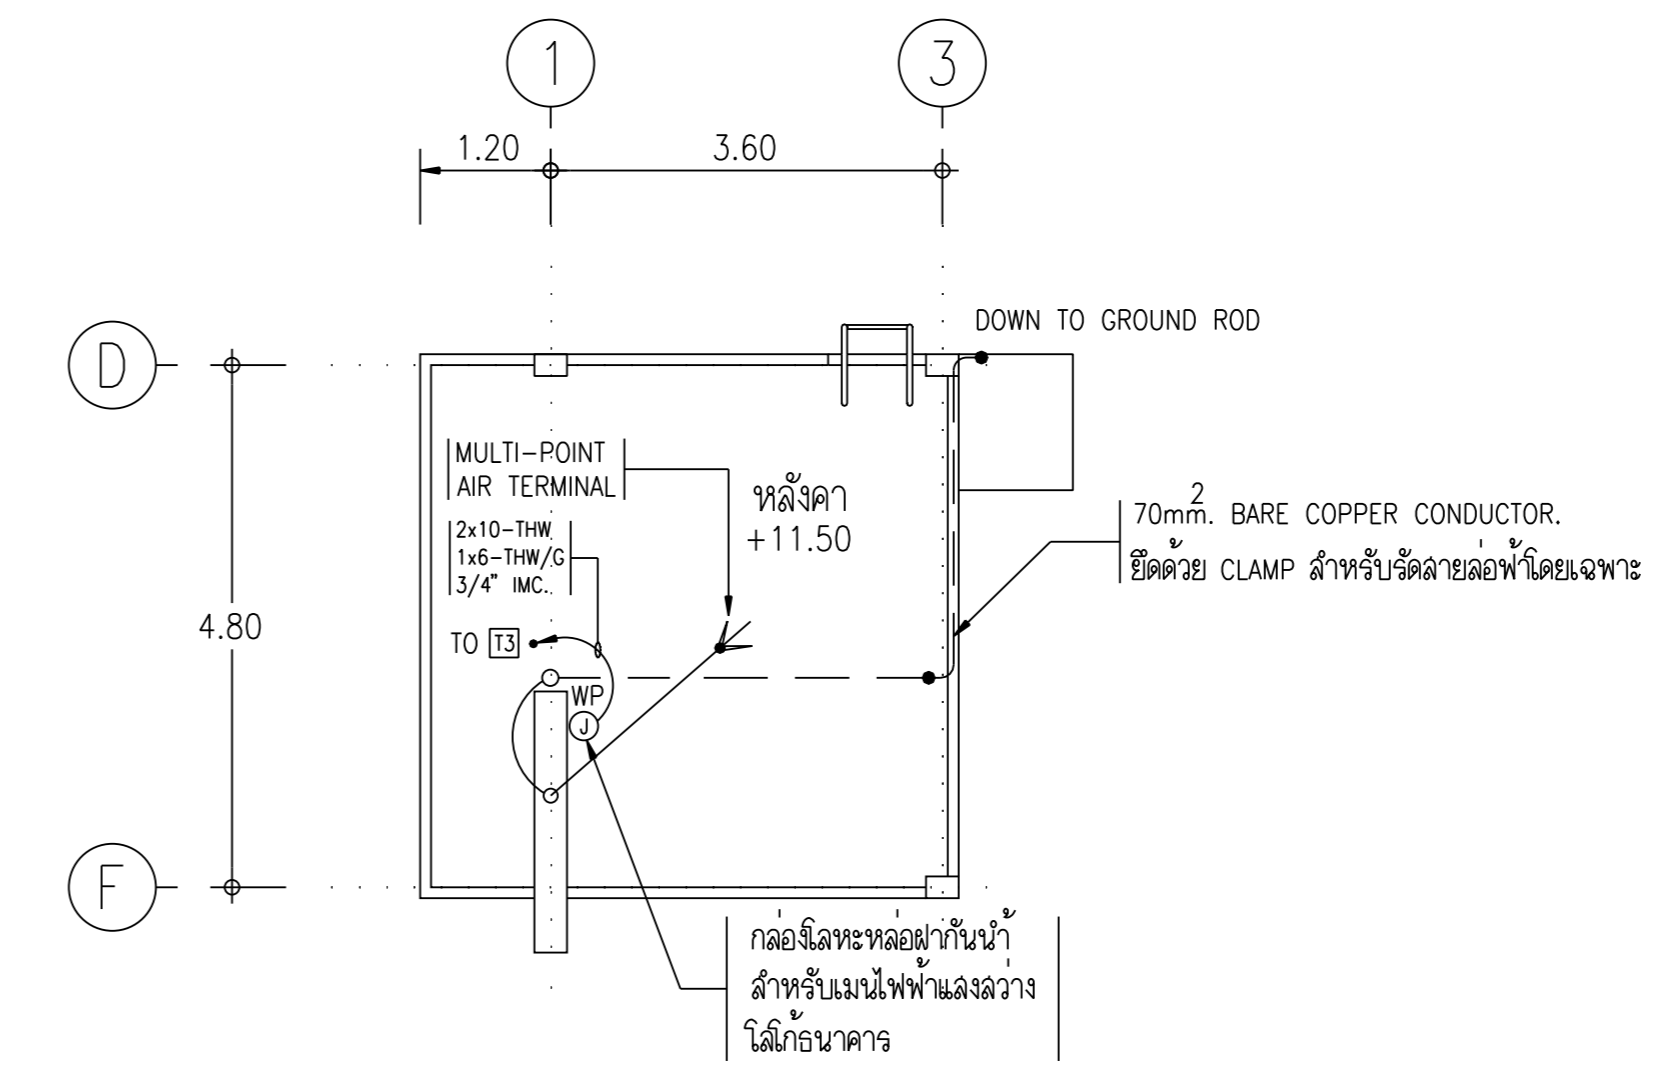 1
3
1.20
3.60
DOWN TO GROUND ROD
D
MULTI-POINT
AIR TERMINAL
หลังคา
+11.50
2x10-THW
1x6-THW/G
3/4" IMC.
70mm². BARE COPPER CONDUCTOR.
ยึดด้วย CLAMP สำหรับรัดสายล่อฟ้าโดยเฉพาะ
4.80
TO T3
WP
J
F
กล่องโลหะหล่อฝากันน้ำ
สำหรับเมนไฟฟ้าแสงสว่าง
โลโก้ธนาคาร